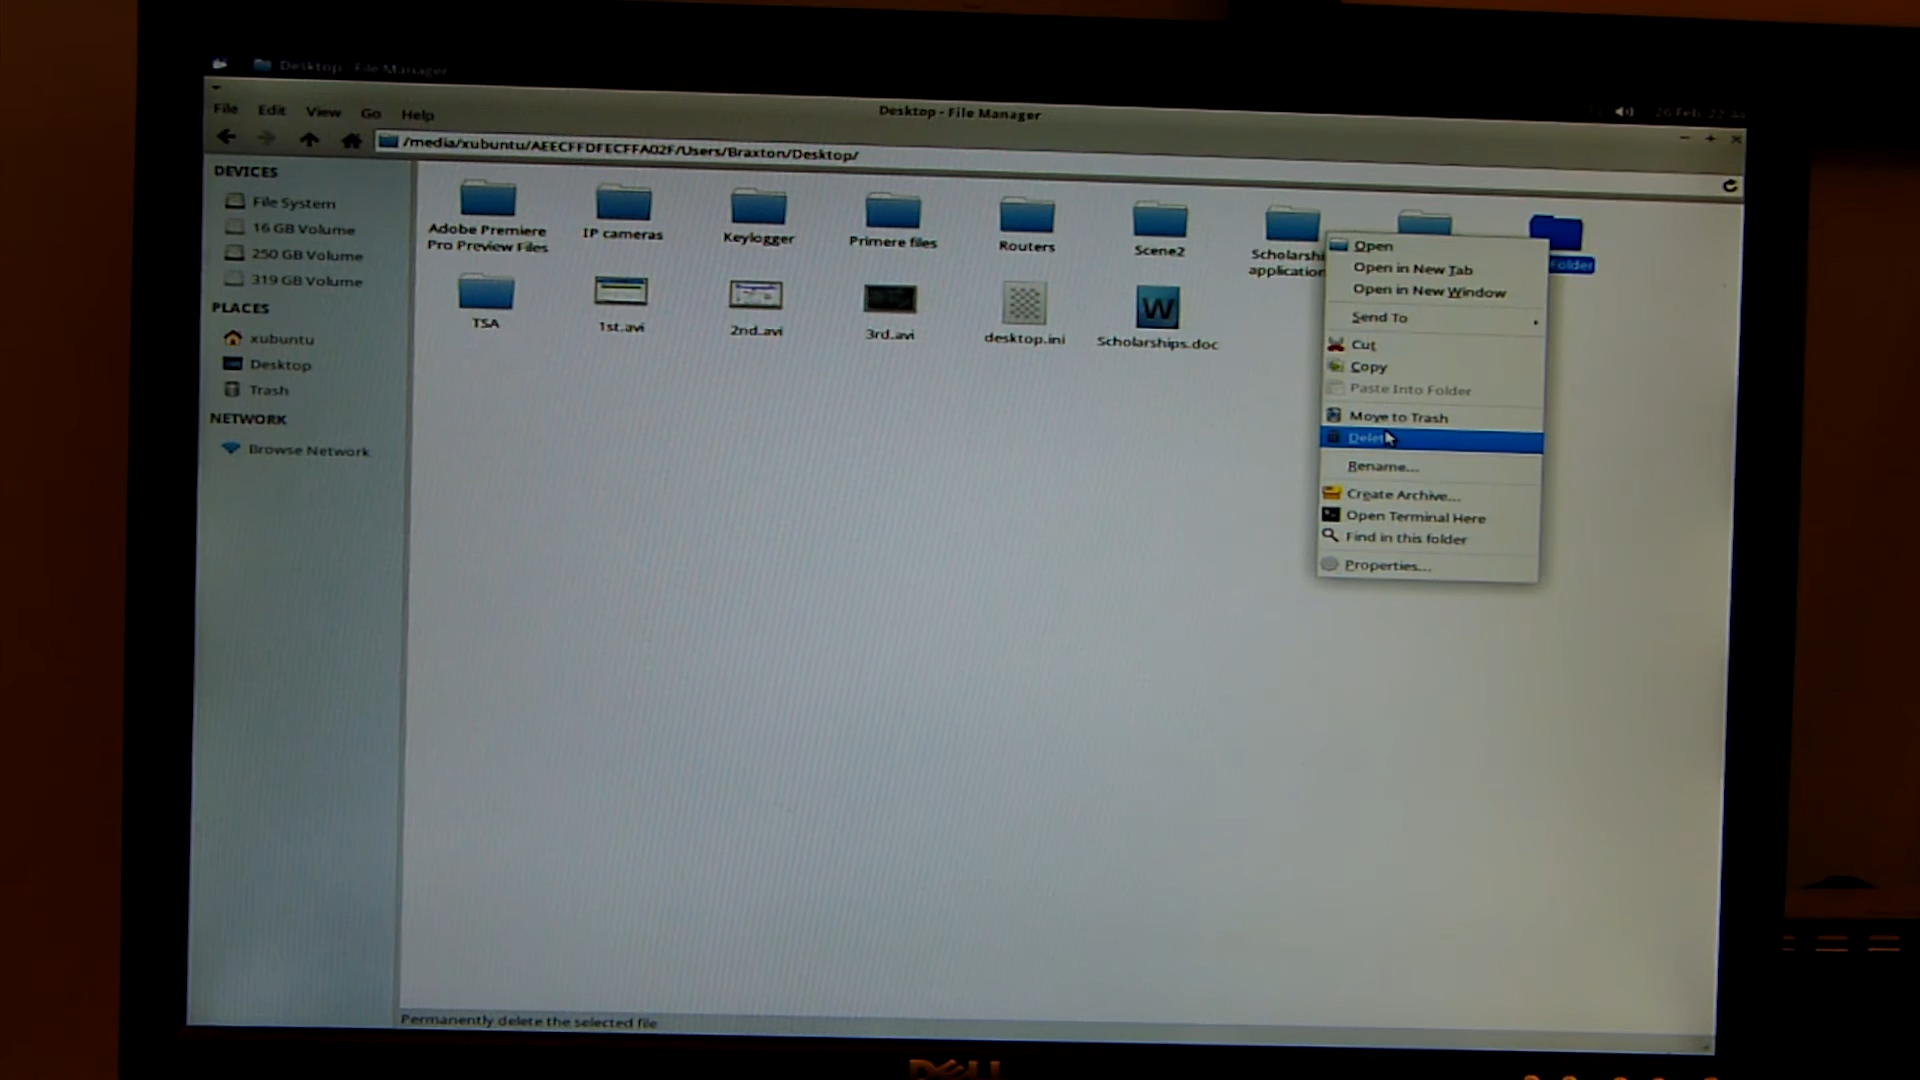 Desktop - File Manager
Desktop - File Manager
File Edit View Go Help
/media/xubuntu/AEECFFDFECFFA02F/Users/Braxton/Desktop/
DEVICES
File System
16 GB Volume
250 GB Volume
319 GB Volume
PLACES
xubuntu
Desktop
Trash
NETWORK
Browse Network
Adobe Premiere
Pro Preview Files
IP cameras
Keylogger
Primere files
Routers
Scene2
Folder
TSA
1st.avi
2nd.avi
3rd.avi
desktop.ini
Scholarships.doc
Open
Open in New Tab
Open in New Window
Send To
Cut
Copy
Paste Into Folder
Move to Trash
Rename...
Create Archive...
Open Terminal Here
Find in this folder
Properties...
Permanently delete the selected file
DELL